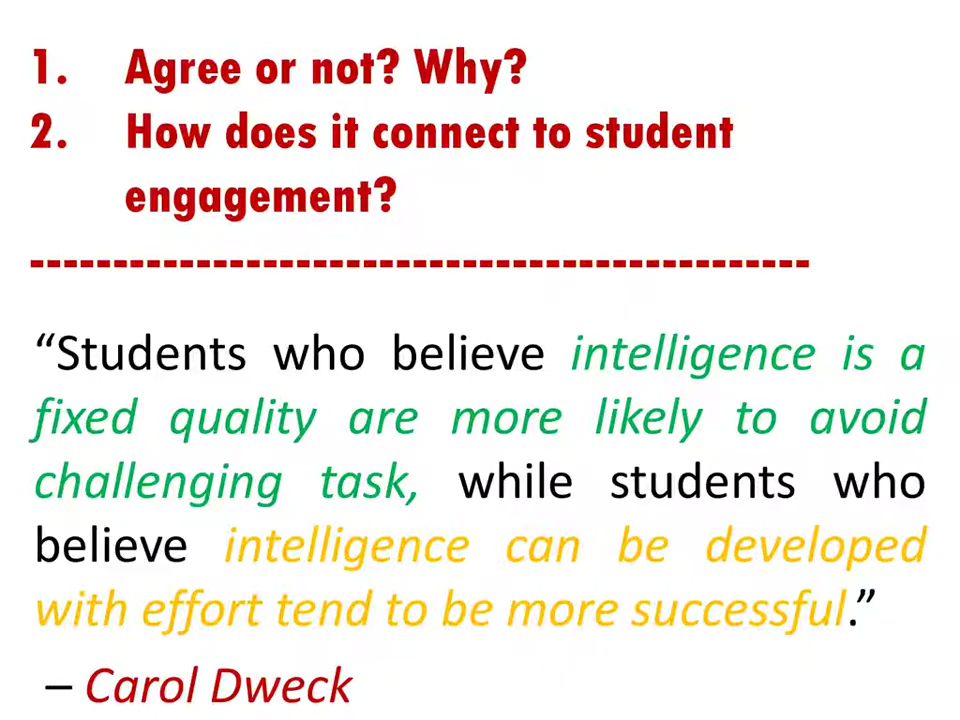 1. Agree or not? Why?
2. How does it connect to student
engagement?
-----------------------------------------------
“Students who believe intelligence is a
fixed quality are more likely to avoid
challenging task, while students who
believe intelligence can be developed
with effort tend to be more successful.”
– Carol Dweck